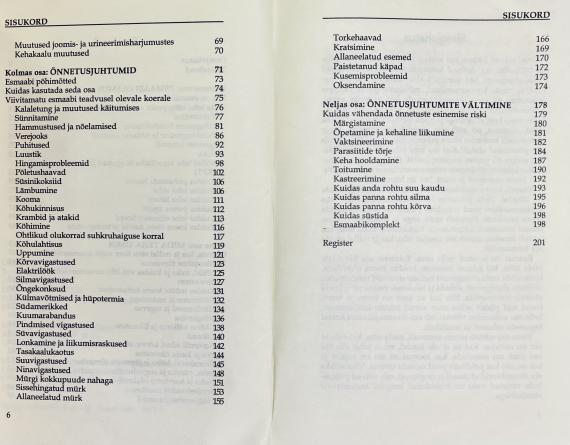 SISUKORD
Muutused joomis- ja urineerimisharjumustes 69
Kehakaalu muutused 70
Kolmas osa: ÕNNETUSJUHTUMID 71
Esmaabi põhimõtted 73
Kuidas kasutada seda osa 74
Viivitamatu esmaabi teadvusel olevale koerale 75
Kalaletung ja muutused käitumises 76
Sünnitamine 77
Hammustused ja nõelamised 81
Verejooks 86
Puhitused 92
Luustik 93
Hingamisprobleemid 98
Põletushaavad 102
Süsinikoksiid 106
Lämbumine 106
Kooma 111
Kõhukinnisus 112
Krambid ja atakid 113
Köhimine 116
Ohtlikud olukorrad suhkruhaiguse korral 117
Kõhulahtisus 119
Uppumine 121
Kõrvavigastused 123
Elektrilöök 125
Silmavigastused 127
Õngekonksud 131
Külmavõtmised ja hüpotermia 132
Südamerikked 134
Kuumarabandus 136
Pindmised vigastused 138
Süvavigastused 140
Lonkamine ja liikumisraskused 142
Tasakaalukaotus 144
Suuvigastused 145
Ninavigastused 148
Mürgi kokkupuude nahaga 151
Sissehingatud mürk 153
Allaneelatud mürk 155
6
SISUKORD
Torkehaavad 166
Kratsimine 169
Allaneelatud esemed 170
Paistetanud käpad 172
Kusemisprobleemid 173
Oksendamine 174
Neljas osa: ÕNNETUSJUHTUMITE VÄLTIMINE 178
Kuidas vähendada õnnetuste esinemise riski 179
Märgistamine 180
Õpetamine ja kehaline liikumine 181
Vaktsineerimine 182
Parasiitide tõrje 184
Keha hooldamine 187
Toitumine 190
Kastreerimine 192
Kuidas anda rohtu suu kaudu 193
Kuidas panna rohtu silma 195
Kuidas panna rohtu kõrva 196
Kuidas süstida 198
Esmaabikomplekt 198
Register 201